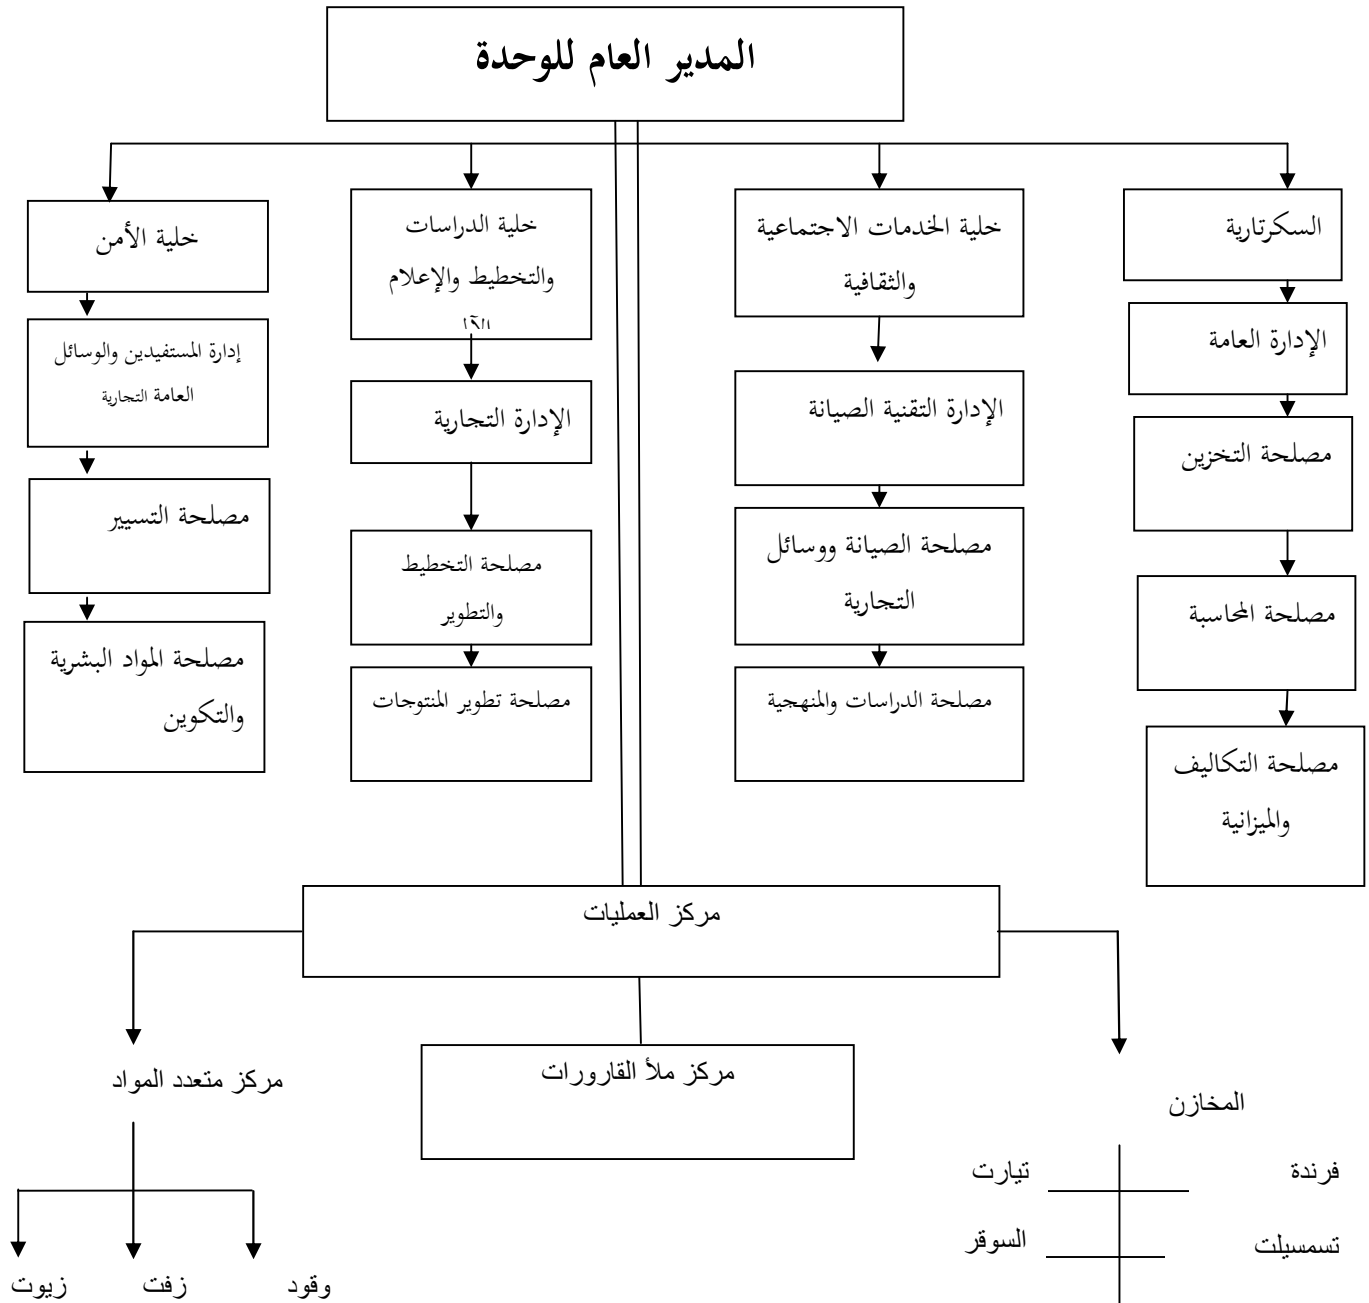 المدير العام للوحدة
السكرتارية
الإدارة العامة
مصلحة التخزين
مصلحة المحاسبة
مصلحة التكاليف
والميزانية
خلية الخدمات الاجتماعية
والثقافية
الإدارة التقنية الصيانة
مصلحة الصيانة ووسائل
التجارية
مصلحة الدراسات والمنهجية
خلية الدراسات
والتخطيط والإعلام
الإدارة التجارية
مصلحة التخطيط
والتطوير
مصلحة تطوير المنتوجات
خلية الأمن
إدارة المستفيدين والوسائل
العامة التجارية
مصلحة التسيير
مصلحة المواد البشرية
والتكوين
مركز العمليات
المخازن
فرندة
تيارت
تسمسيلت
السوقر
مركز ملأ القارورات
مركز متعدد المواد
وقود
زفت
زيوت